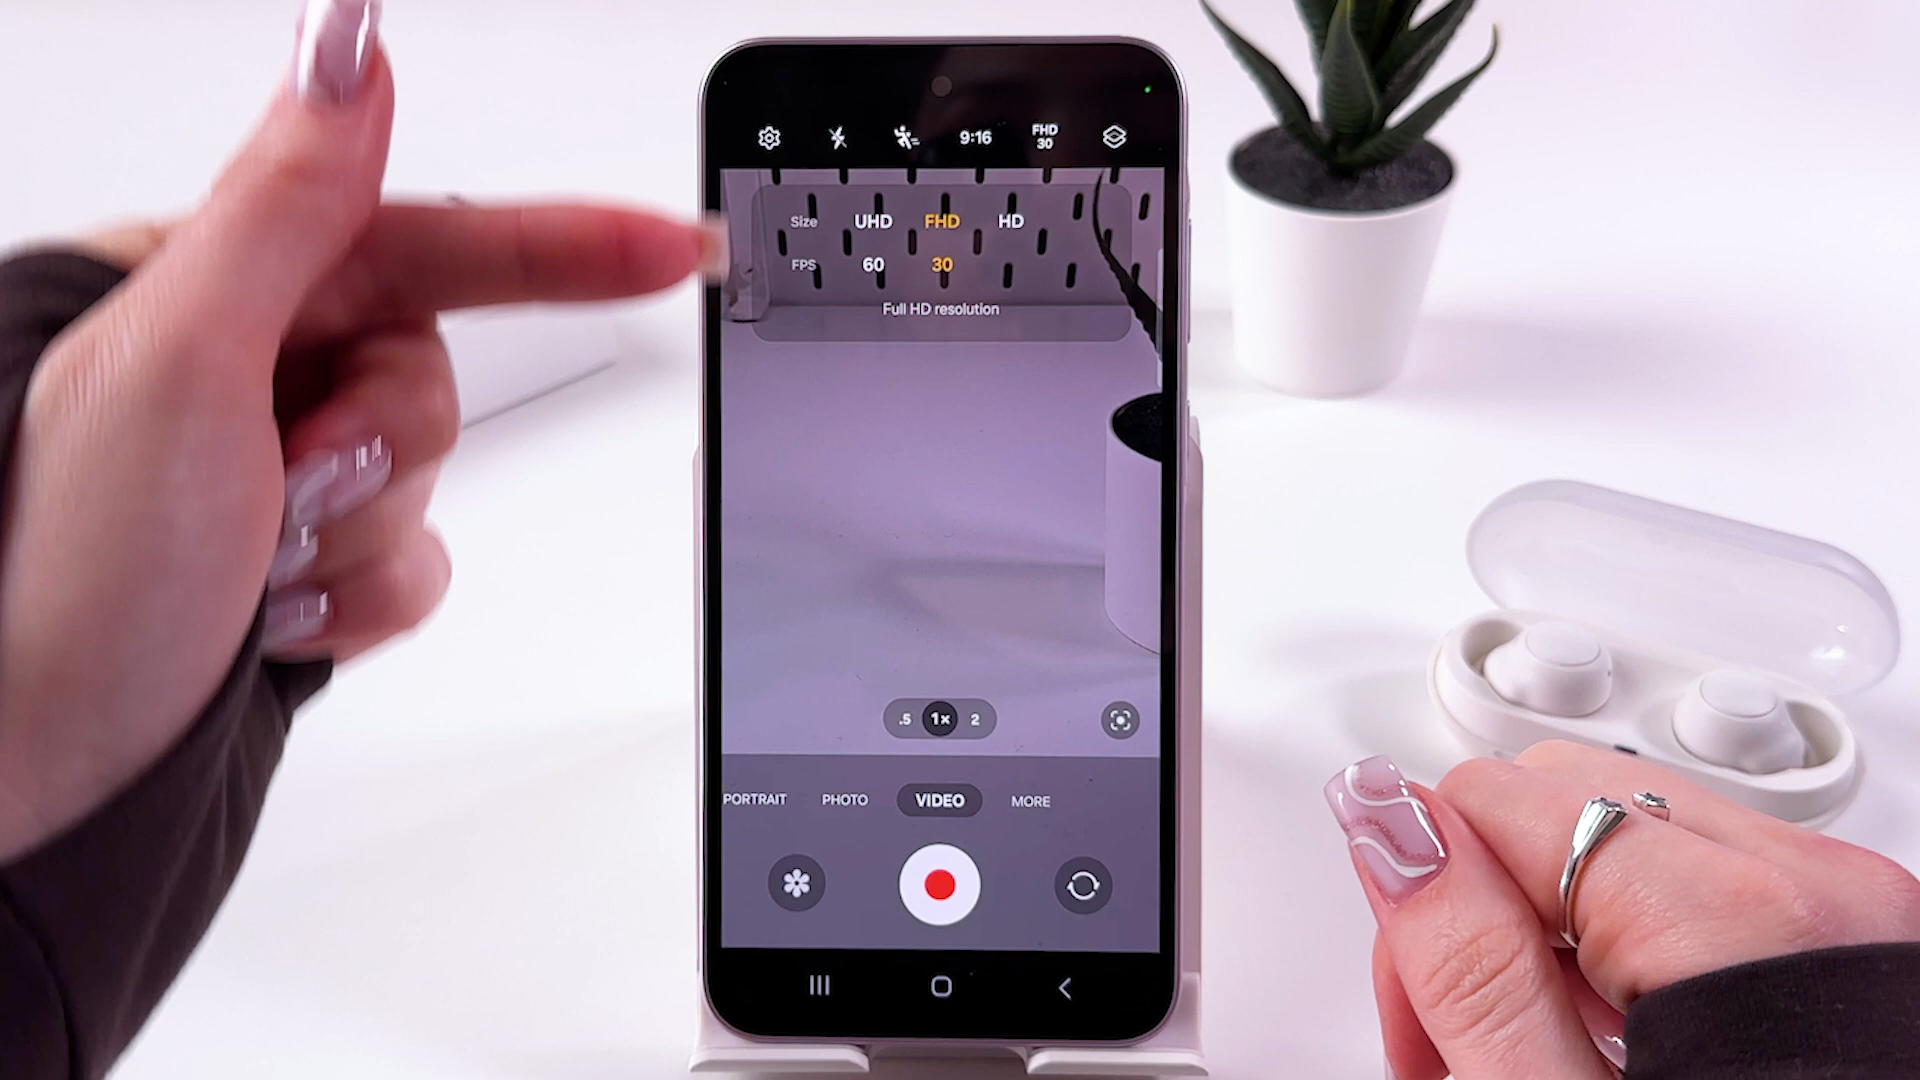 9:16 FHD 30
Size UHD FHD HD
FPS 60 30
Full HD resolution
.5 1× 2
PORTRAIT PHOTO VIDEO MORE